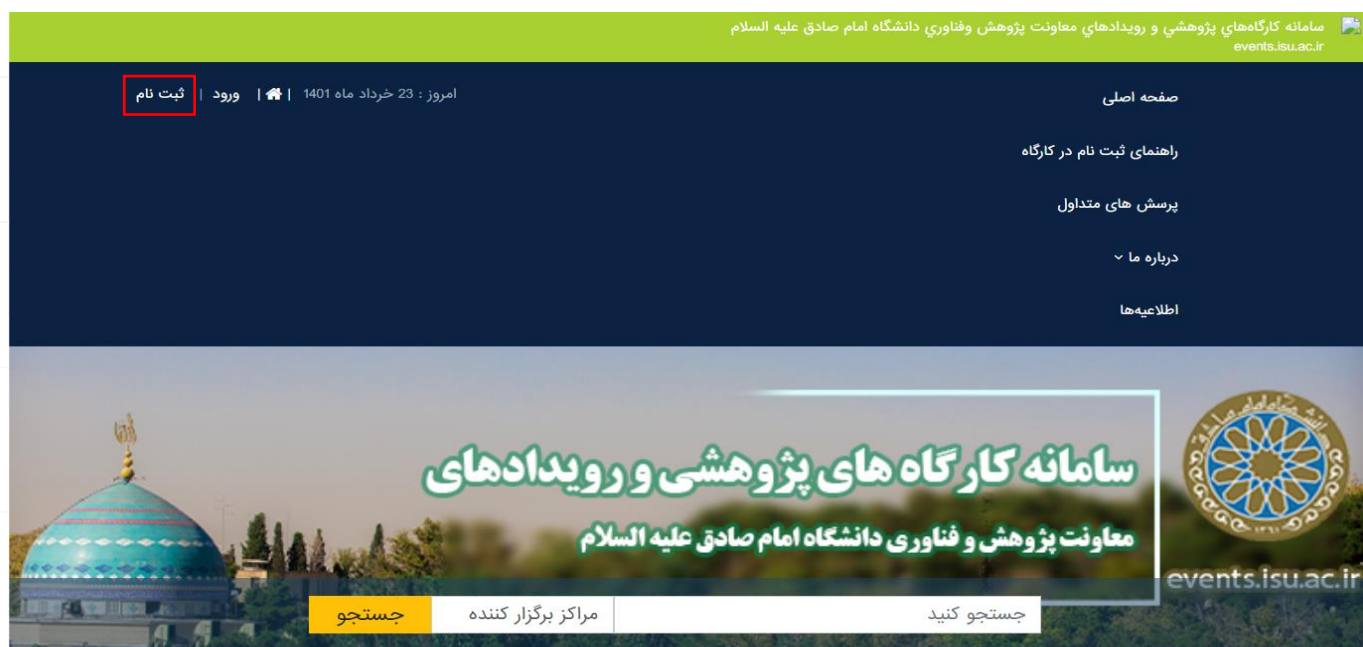 سامانه کارگاه‌هاي پژوهشي و رويدادهاي معاونت پژوهش وفناوري دانشگاه امام صادق عليه السلام
events.isu.ac.ir
صفحه اصلی
راهنمای ثبت نام در کارگاه
پرسش های متداول
درباره ما
اطلاعیه‌ها
امروز : 23 خرداد ماه 1401 | | ورود | ثبت نام
سامانه کارگاه های پژوهشی و رویدادهای
معاونت پژوهش و فناوری دانشگاه امام صادق علیه السلام
events.isu.ac.ir
جستجو کنید
مراکز برگزار کننده
جستجو